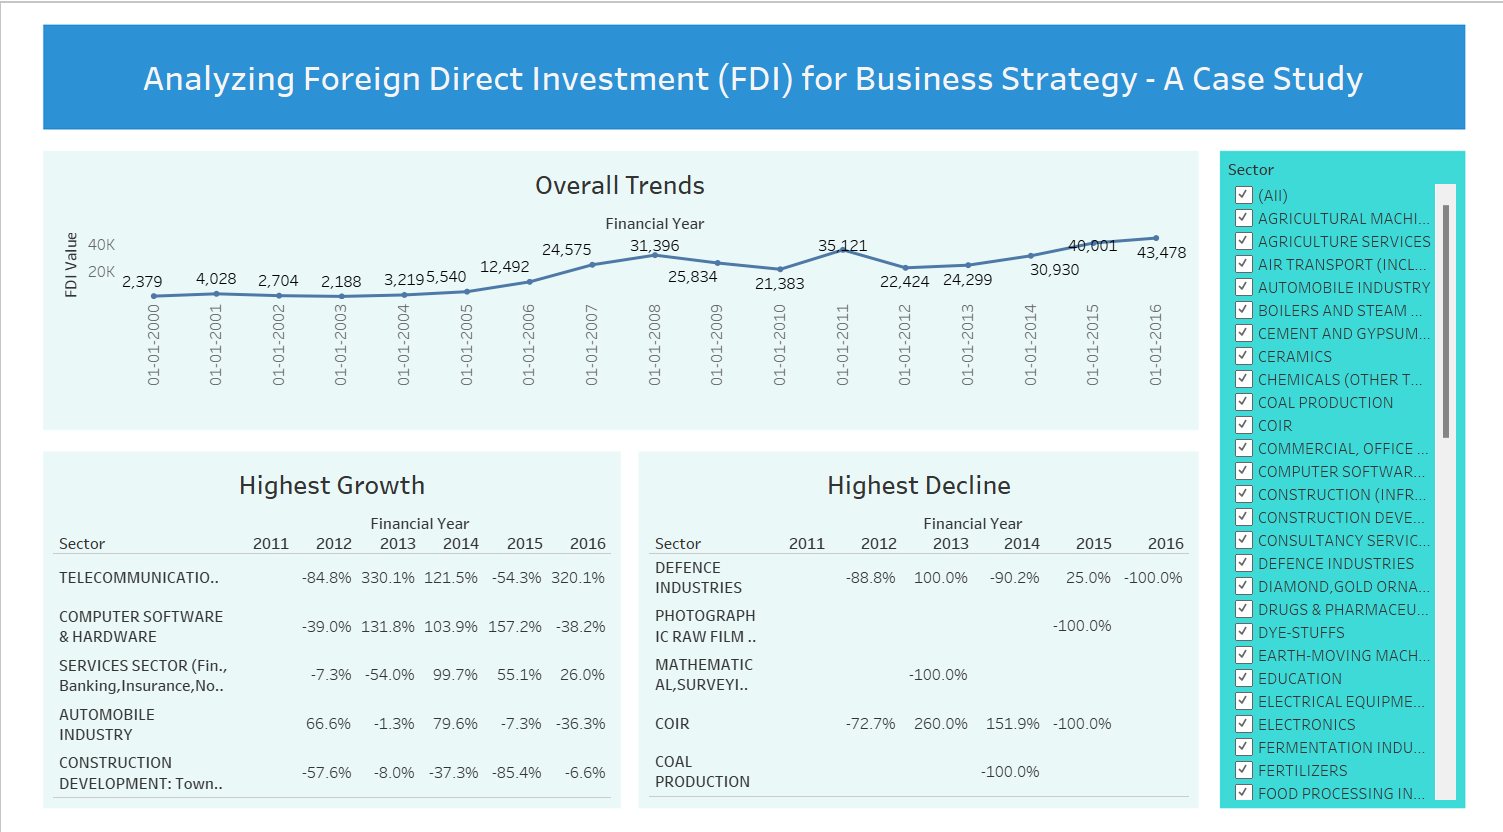 Analyzing Foreign Direct Investment (FDI) for Business Strategy - A Case Study
Overall Trends
Financial Year
FDI Value
40K
20K
2,379
4,028
2,704
2,188
3,219
5,540
12,492
24,575
31,396
25,834
21,383
35,121
22,424
24,299
30,930
40,001
43,478
01-01-2000
01-01-2001
01-01-2002
01-01-2003
01-01-2004
01-01-2005
01-01-2006
01-01-2007
01-01-2008
01-01-2009
01-01-2010
01-01-2011
01-01-2012
01-01-2013
01-01-2014
01-01-2015
01-01-2016
Highest Growth
Financial Year
Sector 2011 2012 2013 2014 2015 2016
TELECOMMUNICATIO.. -84.8% 330.1% 121.5% -54.3% 320.1%
COMPUTER SOFTWARE
& HARDWARE -39.0% 131.8% 103.9% 157.2% -38.2%
SERVICES SECTOR (Fin.,
Banking,Insurance,No.. -7.3% -54.0% 99.7% 55.1% 26.0%
AUTOMOBILE
INDUSTRY 66.6% -1.3% 79.6% -7.3% -36.3%
CONSTRUCTION
DEVELOPMENT: Town.. -57.6% -8.0% -37.3% -85.4% -6.6%
Highest Decline
Financial Year
Sector 2011 2012 2013 2014 2015 2016
DEFENCE
INDUSTRIES -88.8% 100.0% -90.2% 25.0% -100.0%
PHOTOGRAPH
IC RAW FILM .. -100.0%
MATHEMATIC
AL,SURVEYI.. -100.0%
COIR -72.7% 260.0% 151.9% -100.0%
COAL
PRODUCTION -100.0%
Sector
(All)
AGRICULTURAL MACHI...
AGRICULTURE SERVICES
AIR TRANSPORT (INCL...
AUTOMOBILE INDUSTRY
BOILERS AND STEAM ...
CEMENT AND GYPSUM...
CERAMICS
CHEMICALS (OTHER T...
COAL PRODUCTION
COIR
COMMERCIAL, OFFICE ...
COMPUTER SOFTWAR...
CONSTRUCTION (INFR...
CONSTRUCTION DEVE...
CONSULTANCY SERVIC...
DEFENCE INDUSTRIES
DIAMOND,GOLD ORNA...
DRUGS & PHARMACEU...
DYE-STUFFS
EARTH-MOVING MACH...
EDUCATION
ELECTRICAL EQUIPME...
ELECTRONICS
FERMENTATION INDU...
FERTILIZERS
FOOD PROCESSING IN...